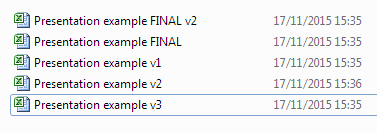 Presentation example FINAL v2 17/11/2015 15:35
Presentation example FINAL 17/11/2015 15:35
Presentation example v1 17/11/2015 15:35
Presentation example v2 17/11/2015 15:36
Presentation example v3 17/11/2015 15:35